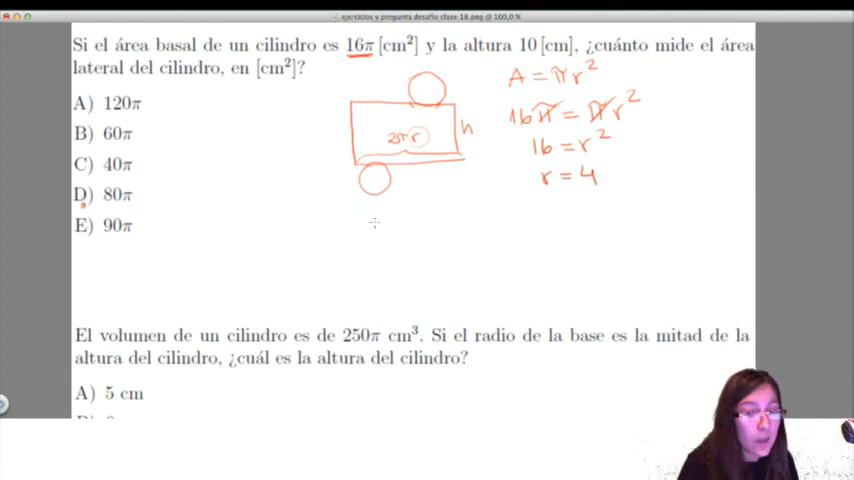 ejercicios y pregunta desafio clase 18.png @ 100,0 %
Si el área basal de un cilindro es 16π [cm²] y la altura 10 [cm], ¿cuánto mide el área
lateral del cilindro, en [cm²]?
A) 120π
B) 60π
C) 40π
D) 80π
E) 90π
2πr
h
A = πr²
16π = πr²
16 = r²
r = 4
El volumen de un cilindro es de 250π cm³. Si el radio de la base es la mitad de la
altura del cilindro, ¿cuál es la altura del cilindro?
A) 5 cm